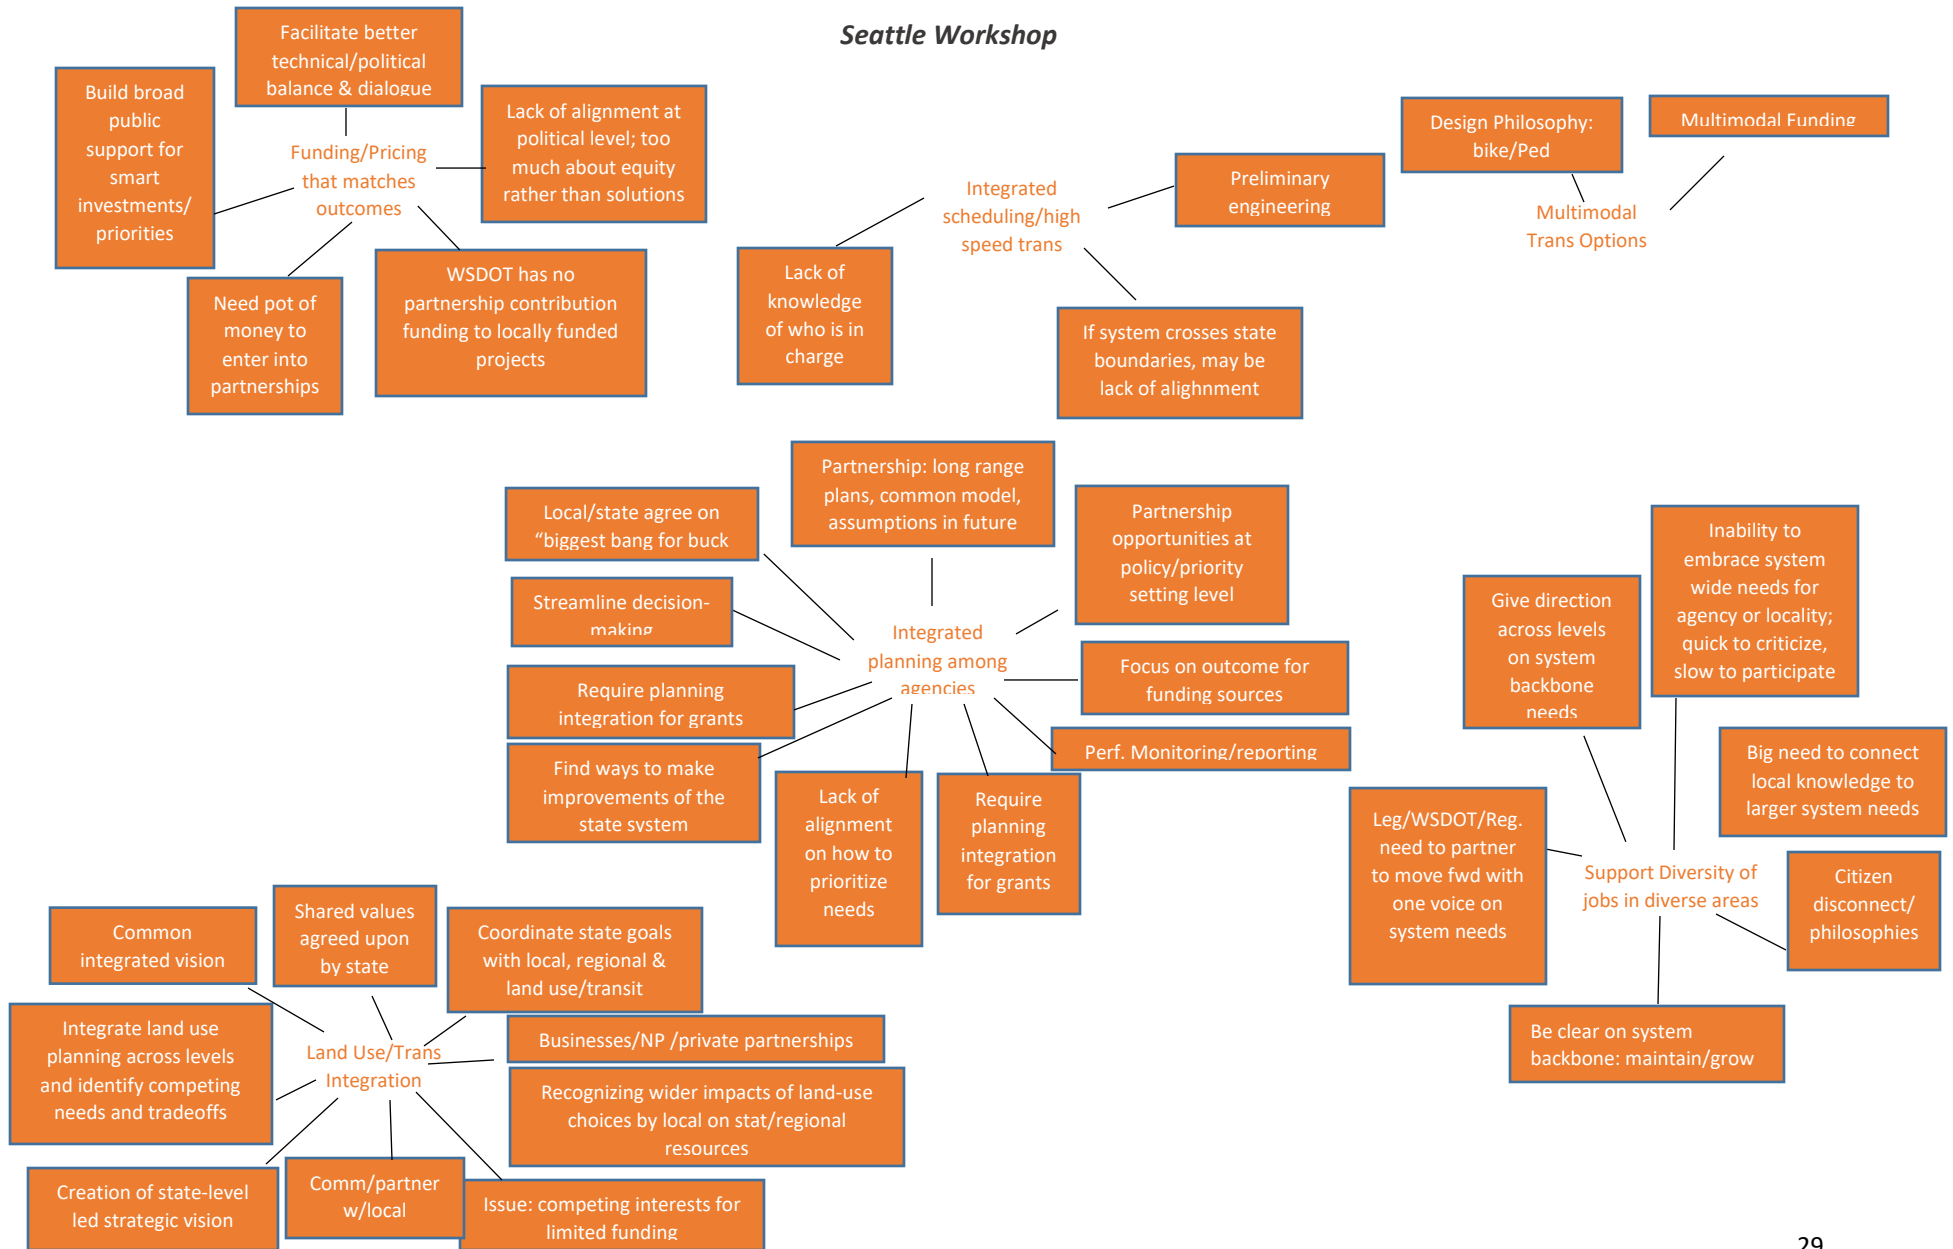 Seattle Workshop
Facilitate better
technical/political
balance & dialogue
Build broad
public
support for
smart
investments/
priorities
Lack of alignment at
political level; too
much about equity
rather than solutions
Funding/Pricing
that matches
outcomes
Need pot of
money to
enter into
partnerships
WSDOT has no
partnership contribution
funding to locally funded
projects
Integrated
scheduling/high
speed trans
Preliminary
engineering
Lack of
knowledge
of who is in
charge
If system crosses state
boundaries, may be
lack of alighnment
Design Philosophy:
bike/Ped
Multimodal Funding
Multimodal
Trans Options
Partnership: long range
plans, common model,
assumptions in future
Local/state agree on
“biggest bang for buck
Partnership
opportunities at
policy/priority
setting level
Streamline decision-
making
Integrated
planning among
agencies
Require planning
integration for grants
Focus on outcome for
funding sources
Find ways to make
improvements of the
state system
Perf. Monitoring/reporting
Lack of
alignment
on how to
prioritize
needs
Require
planning
integration
for grants
Inability to
embrace system
wide needs for
agency or locality;
quick to criticize,
slow to participate
Give direction
across levels
on system
backbone
needs
Big need to connect
local knowledge to
larger system needs
Leg/WSDOT/Reg.
need to partner
to move fwd with
one voice on
system needs
Support Diversity of
jobs in diverse areas
Citizen
disconnect/
philosophies
Be clear on system
backbone: maintain/grow
Common
integrated vision
Shared values
agreed upon
by state
Coordinate state goals
with local, regional &
land use/transit
Integrate land use
planning across levels
and identify competing
needs and tradeoffs
Land Use/Trans
Integration
Businesses/NP /private partnerships
Recognizing wider impacts of land-use
choices by local on stat/regional
resources
Creation of state-level
led strategic vision
Comm/partner
w/local
Issue: competing interests for
limited funding
29